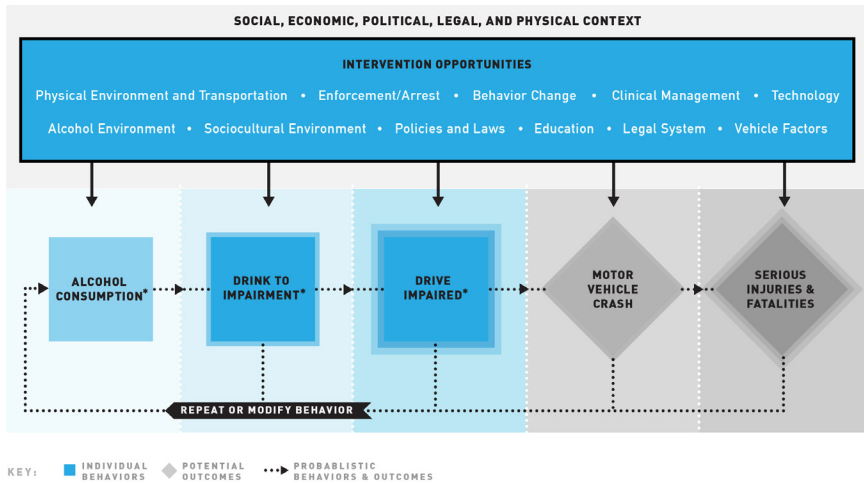 SOCIAL, ECONOMIC, POLITICAL, LEGAL, AND PHYSICAL CONTEXT
INTERVENTION OPPORTUNITIES
Physical Environment and Transportation • Enforcement/Arrest • Behavior Change • Clinical Management • Technology
Alcohol Environment • Sociocultural Environment • Policies and Laws • Education • Legal System • Vehicle Factors
ALCOHOL
CONSUMPTION*
DRINK TO
IMPAIRMENT*
DRIVE
IMPAIRED*
MOTOR
VEHICLE
CRASH
SERIOUS
INJURIES &
FATALITIES
REPEAT OR MODIFY BEHAVIOR
KEY:
INDIVIDUAL
BEHAVIORS
POTENTIAL
OUTCOMES
PROBABLISTIC
BEHAVIORS & OUTCOMES